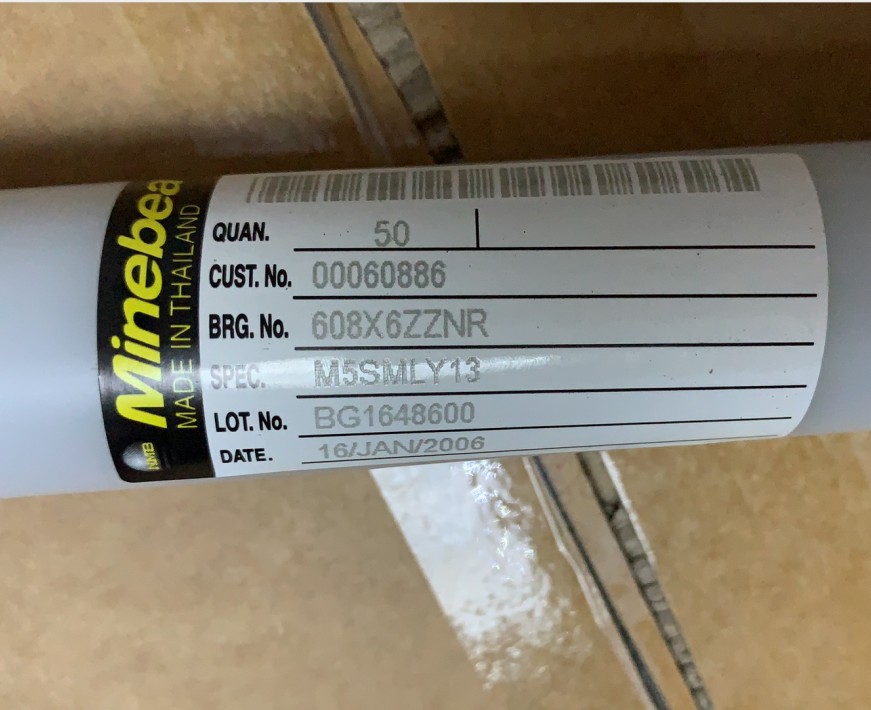 Minebea
MADE IN THAILAND
NMB
QUAN. 50
CUST. No. 00060886
BRG. No. 608X6ZZNR
SPEC. M5SMLY13
LOT. No. BG1648600
DATE. 16/JAN/2006